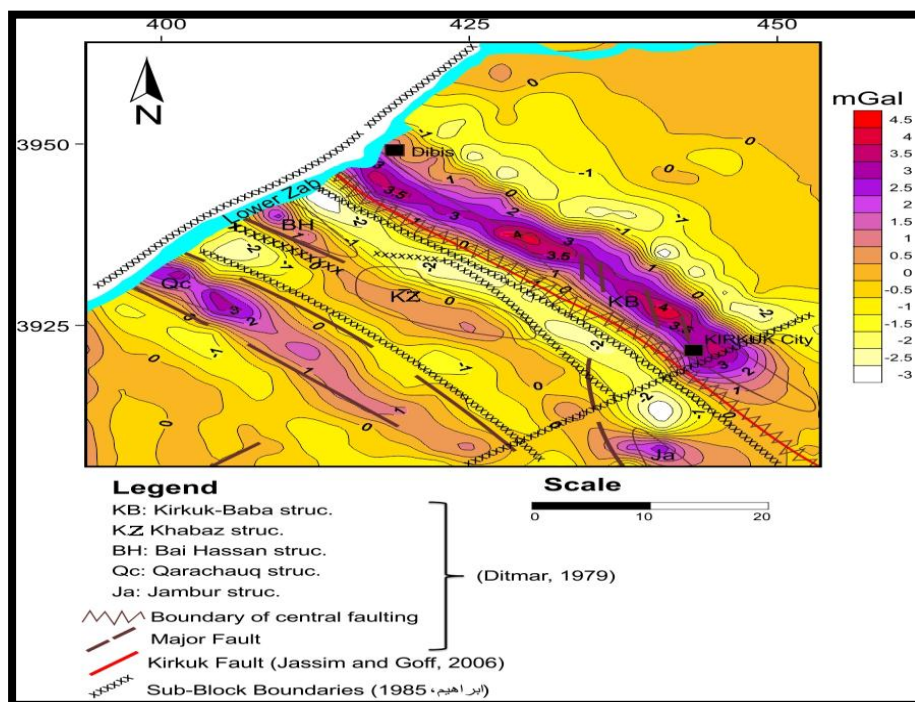 400 425 450
3950
3925
N
mGal
4.5
4
3.5
3
2.5
2
1.5
1
0.5
0
-0.5
-1
-1.5
-2
-2.5
-3
Dibis
Lower Zab
BH
Qc
KZ
KB
KIRKUK City
Ja
Legend
Scale
0 10 20
KB: Kirkuk-Baba struc.
KZ Khabaz struc.
BH: Bai Hassan struc.
Qc: Qarachauq struc.
Ja: Jambur struc.
(Ditmar, 1979)
Boundary of central faulting
Major Fault
Kirkuk Fault (Jassim and Goff, 2006)
Sub-Block Boundaries (1985 ،ابراهيم)